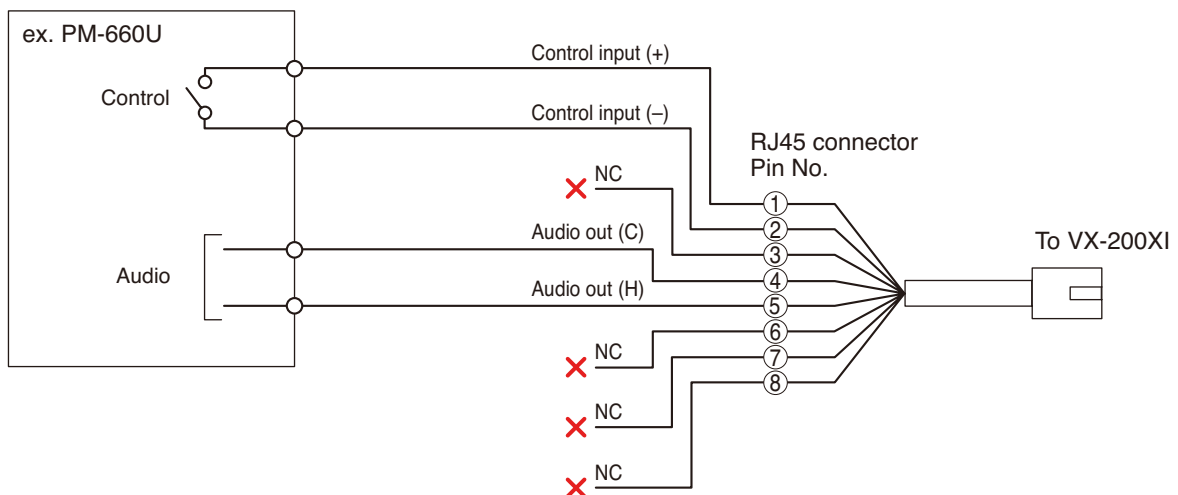 ex. PM-660U
Control input (+)
Control
Control input (–)
RJ45 connector
Pin No.
NC
1
2
Audio out (C)
3
To VX-200XI
Audio
4
Audio out (H)
5
6
NC
7
8
NC
NC